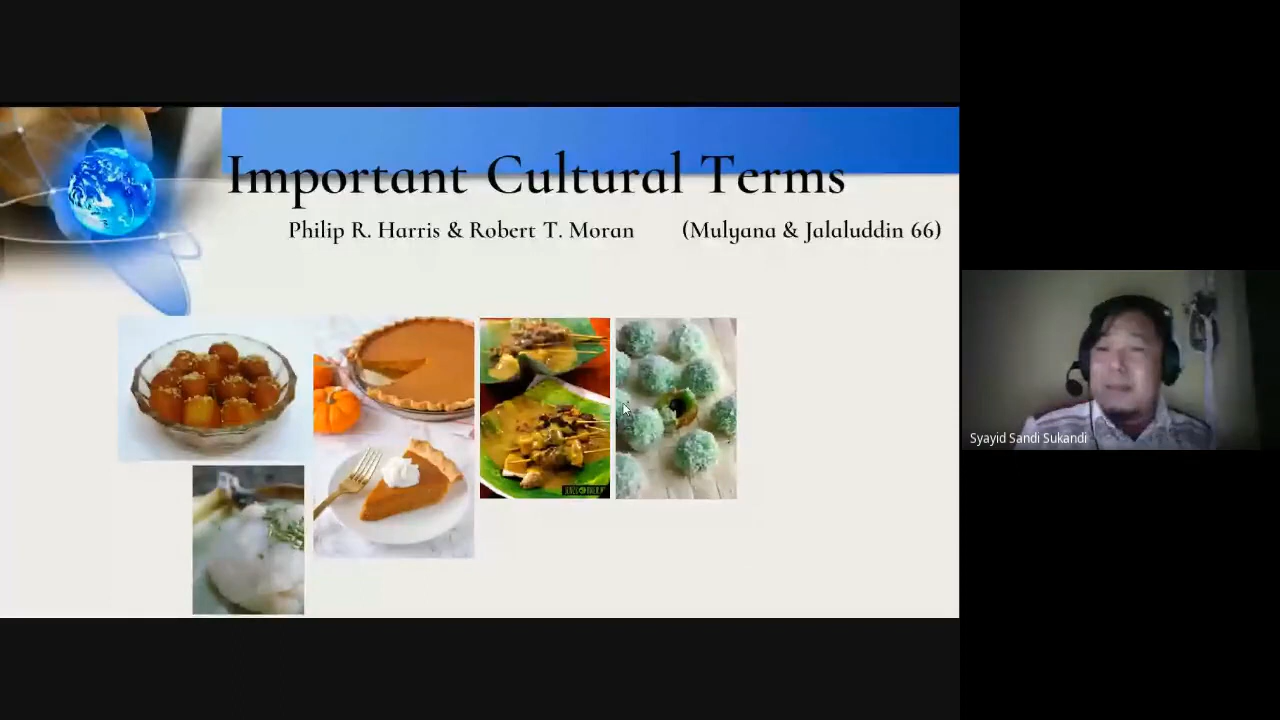 Important Cultural Terms
Philip R. Harris & Robert T. Moran (Mulyana & Jalaluddin 66)
Syayid Sandi Sukandi